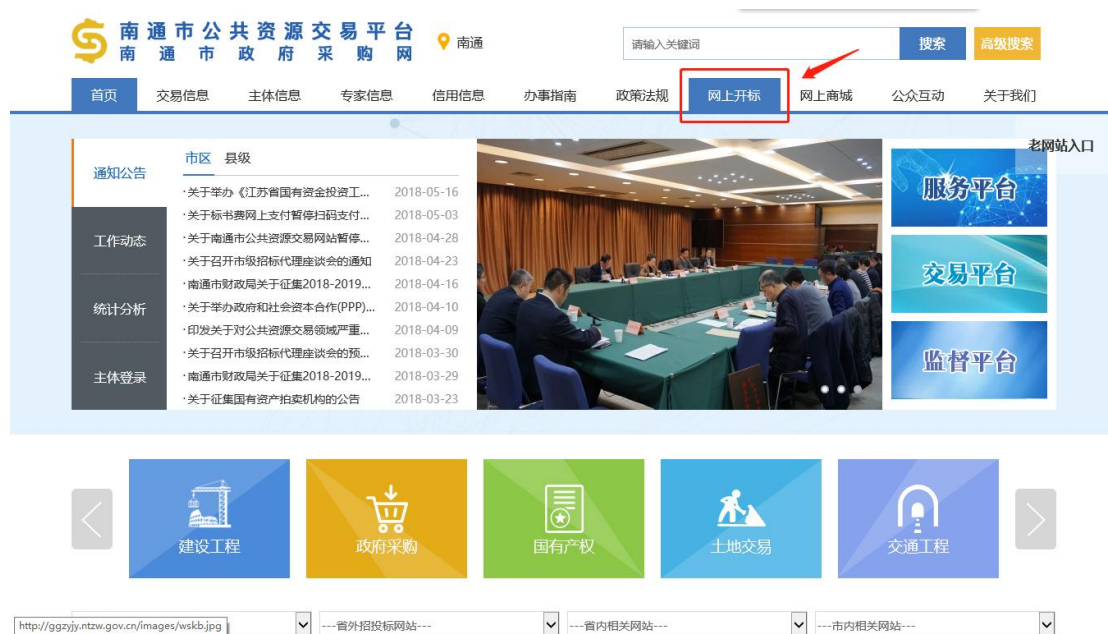 南通市公共资源交易平台
南通市政府采购网
南通
请输入关键词
搜索
高级搜索
首页 交易信息 主体信息 专家信息 信用信息 办事指南 政策法规 网上开标 网上商城 公众互动 关于我们
老网站入口
通知公告
工作动态
统计分析
主体登录
市区 县级
·关于举办《江苏省国有资金投资工... 2018-05-16
·关于标书费网上支付暂停扫码支付... 2018-05-03
·关于南通市公共资源交易网站暂停... 2018-04-28
·关于召开市级招标代理座谈会的通知 2018-04-23
·南通市财政局关于征集2018-2019... 2018-04-16
·关于举办政府和社会资本合作(PPP)... 2018-04-10
·印发关于对公共资源交易领域严重... 2018-04-09
·关于召开市级招标代理座谈会的预... 2018-03-30
·南通市财政局关于征集2018-2019... 2018-03-29
·关于征集国有资产拍卖机构的公告 2018-03-23
服务平台
交易平台
监督平台
建设工程 政府采购 国有产权 土地交易 交通工程
---省外招投标网站--- ---省内相关网站--- ---市内相关网站---
http://ggzyjy.ntzw.gov.cn/images/wskb.jpg